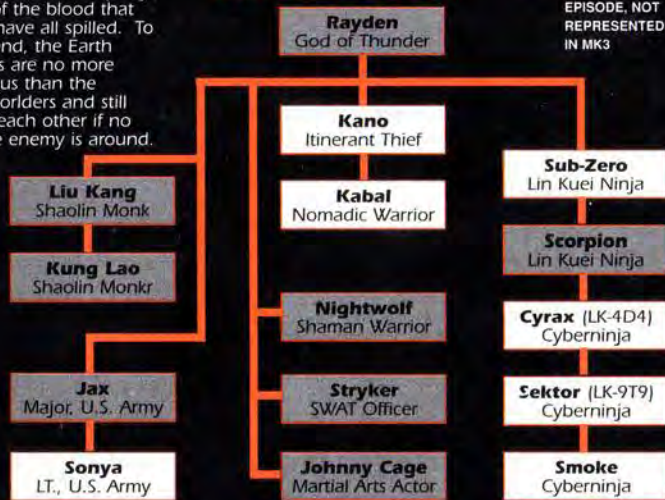 of the blood that
have all spilled. To
nd, the Earth
s are no more
us than the
orlders and still
each other if no
e enemy is around.
EPISODE, NOT
REPRESENTED
IN MK3
Rayden
God of Thunder
Kano
Itinerant Thief
Kabal
Nomadic Warrior
Liu Kang
Shaolin Monk
Kung Lao
Shaolin Monkr
Jax
Major, U.S. Army
Sonya
LT., U.S. Army
Nightwolf
Shaman Warrior
Stryker
SWAT Officer
Johnny Cage
Martial Arts Actor
Sub-Zero
Lin Kuei Ninja
Scorpion
Lin Kuei Ninja
Cyrax (LK-4D4)
Cyberninja
Sektor (LK-9T9)
Cyberninja
Smoke
Cyberninja